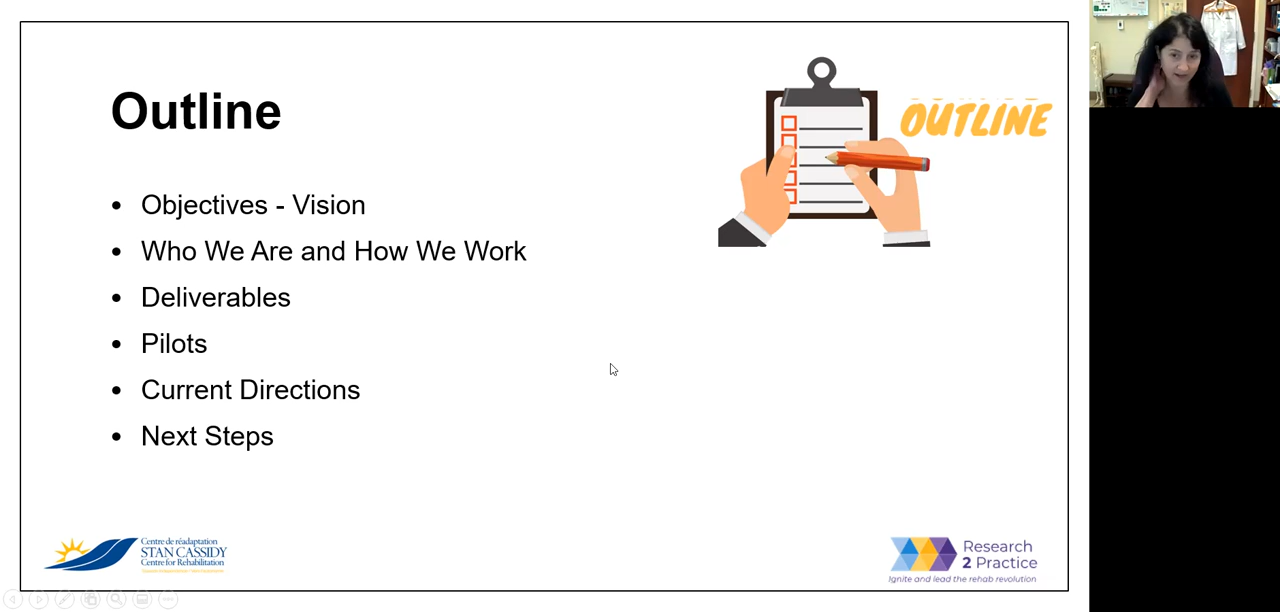 Outline
OUTLINE
• Objectives - Vision
• Who We Are and How We Work
• Deliverables
• Pilots
• Current Directions
• Next Steps
Centre de réadaptation
STAN CASSIDY
Centre for Rehabilitation
Research
2 Practice
Ignite and lead the rehab revolution